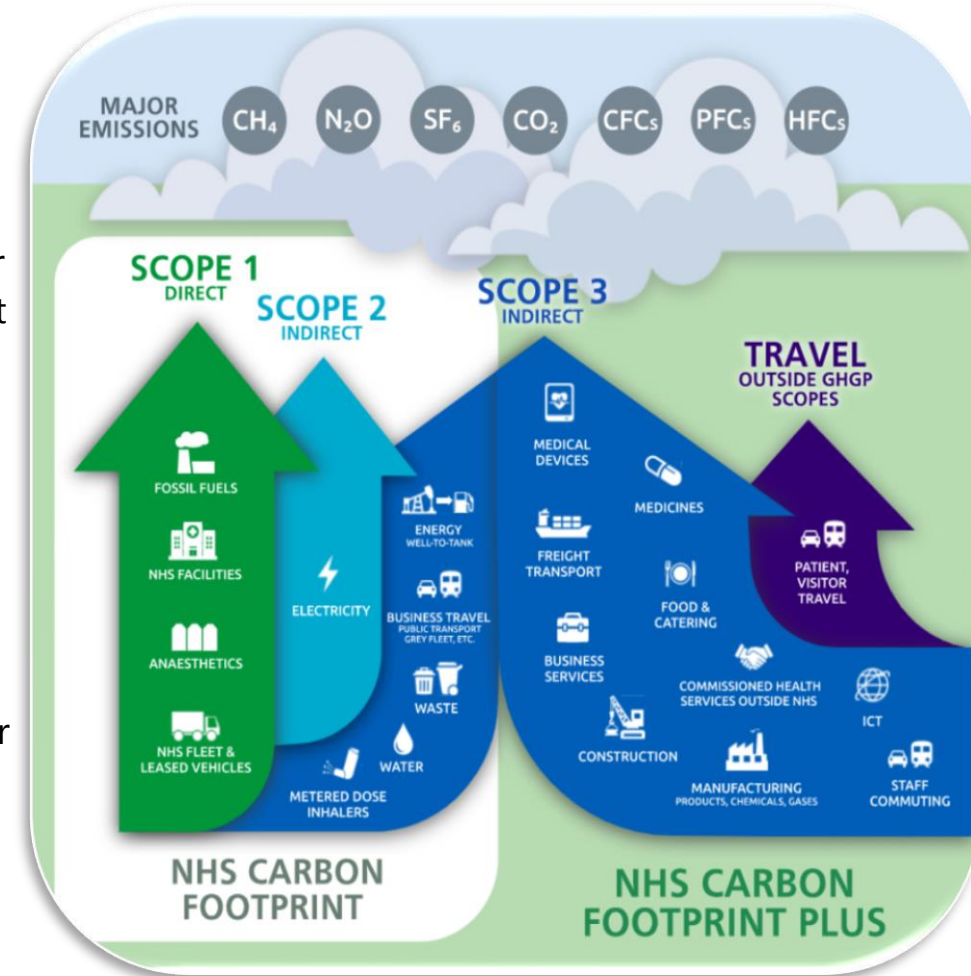 MAJOR
EMISSIONS
CH₄
N₂O
SF₆
CO₂
CFCs
PFCs
HFCs
SCOPE 1
DIRECT
SCOPE 2
INDIRECT
SCOPE 3
INDIRECT
TRAVEL
OUTSIDE GHGP
SCOPES
FOSSIL FUELS
NHS FACILITIES
ANAESTHETICS
NHS FLEET &
LEASED VEHICLES
ELECTRICITY
ENERGY
WELL-TO-TANK
BUSINESS TRAVEL
PUBLIC TRANSPORT
GREY FLEET, ETC.
WASTE
WATER
METERED DOSE
INHALERS
MEDICAL
DEVICES
MEDICINES
FREIGHT
TRANSPORT
FOOD &
CATERING
BUSINESS
SERVICES
COMMISSIONED HEALTH
SERVICES OUTSIDE NHS
CONSTRUCTION
MANUFACTURING
PRODUCTS, CHEMICALS, GASES
ICT
STAFF
COMMUTING
PATIENT,
VISITOR
TRAVEL
NHS CARBON
FOOTPRINT
NHS CARBON
FOOTPRINT PLUS